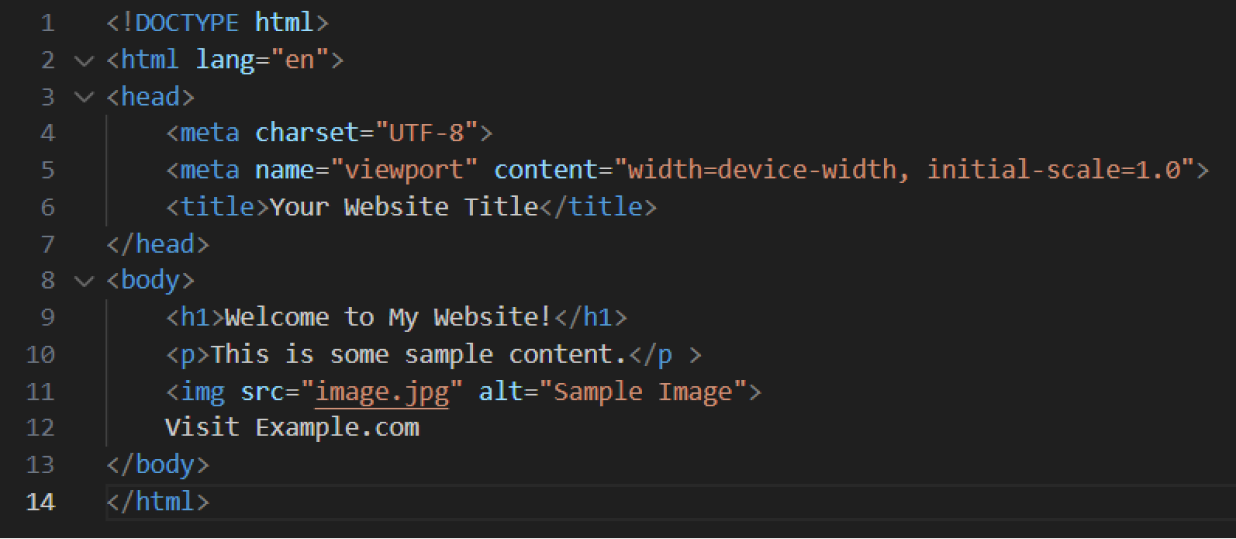 1 <!DOCTYPE html>
2 <html lang="en">
3 <head>
4     <meta charset="UTF-8">
5     <meta name="viewport" content="width=device-width, initial-scale=1.0">
6     <title>Your Website Title</title>
7 </head>
8 <body>
9     <h1>Welcome to My Website!</h1>
10     <p>This is some sample content.</p >
11     <img src="image.jpg" alt="Sample Image">
12     Visit Example.com
13 </body>
14 </html>